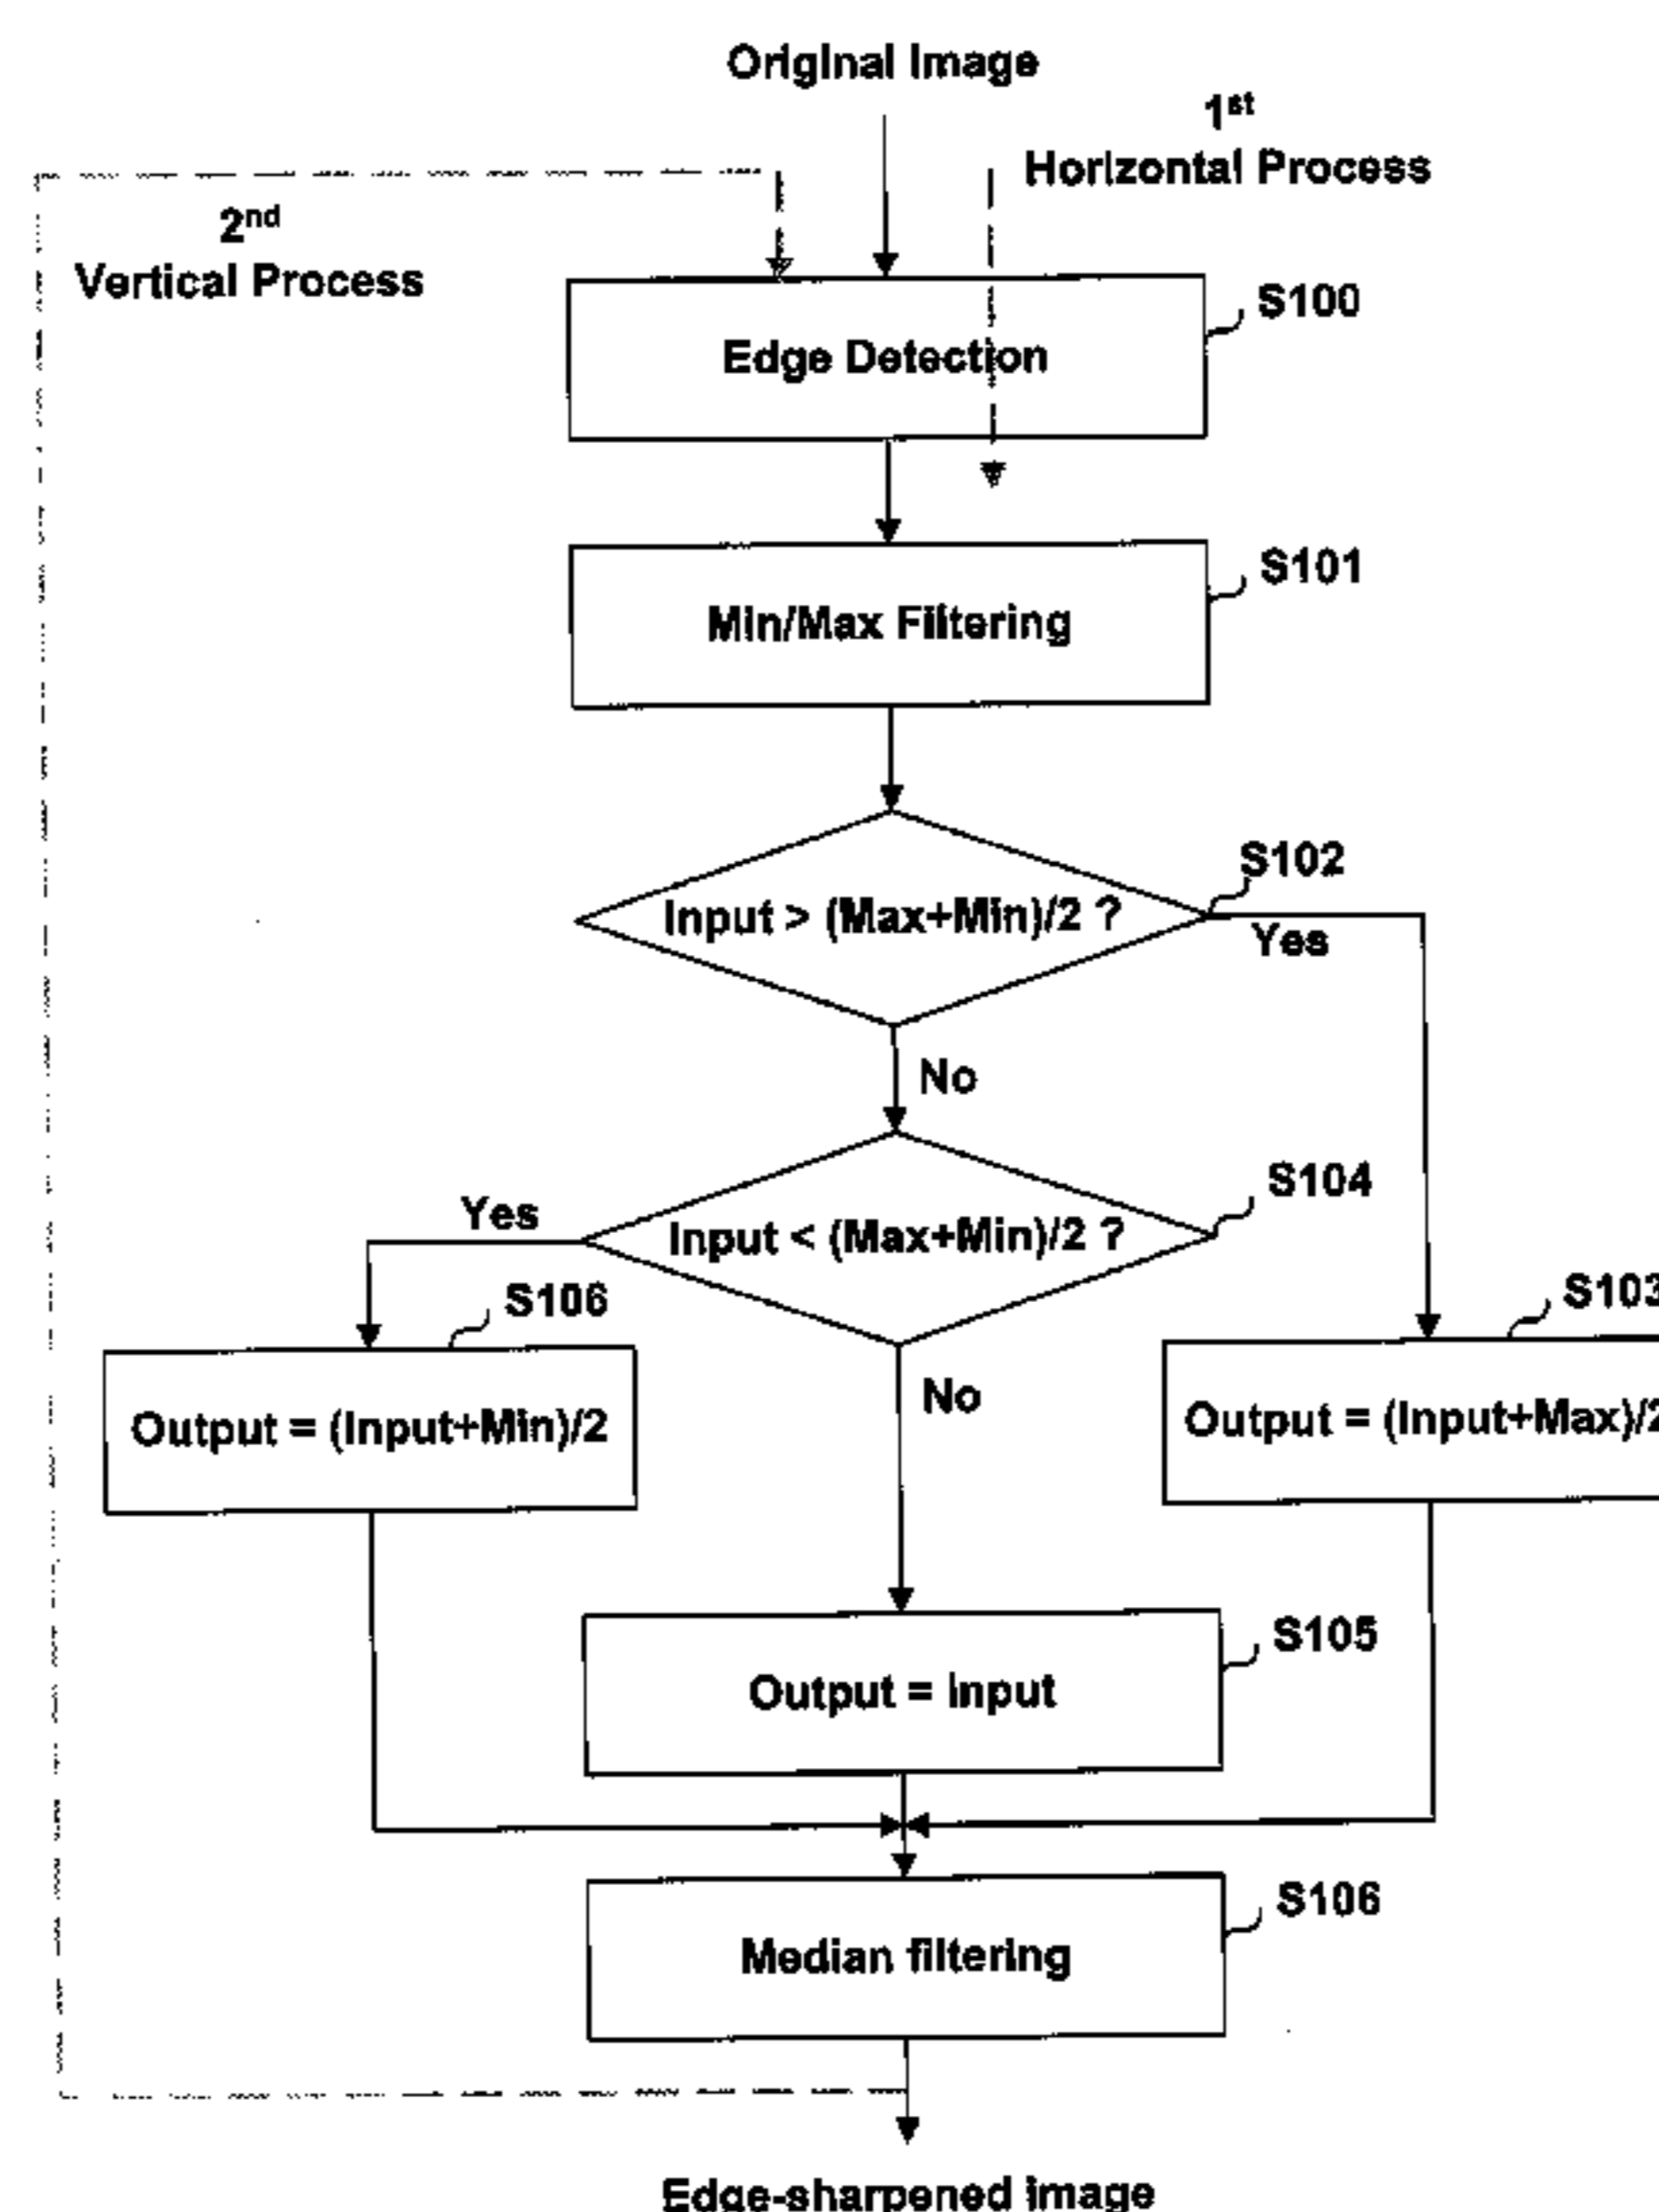 Original Image
1st
Horizontal Process
2nd
Vertical Process
S100
Edge Detection
S101
Min/Max Filtering
S102
Input > (Max+Min)/2 ?
Yes
No
S104
Yes
Input < (Max+Min)/2 ?
S103
S106
No
Output = (Input+Min)/2
Output = (Input+Max)/2
S105
Output = Input
S106
Median filtering
Edge-sharpened image